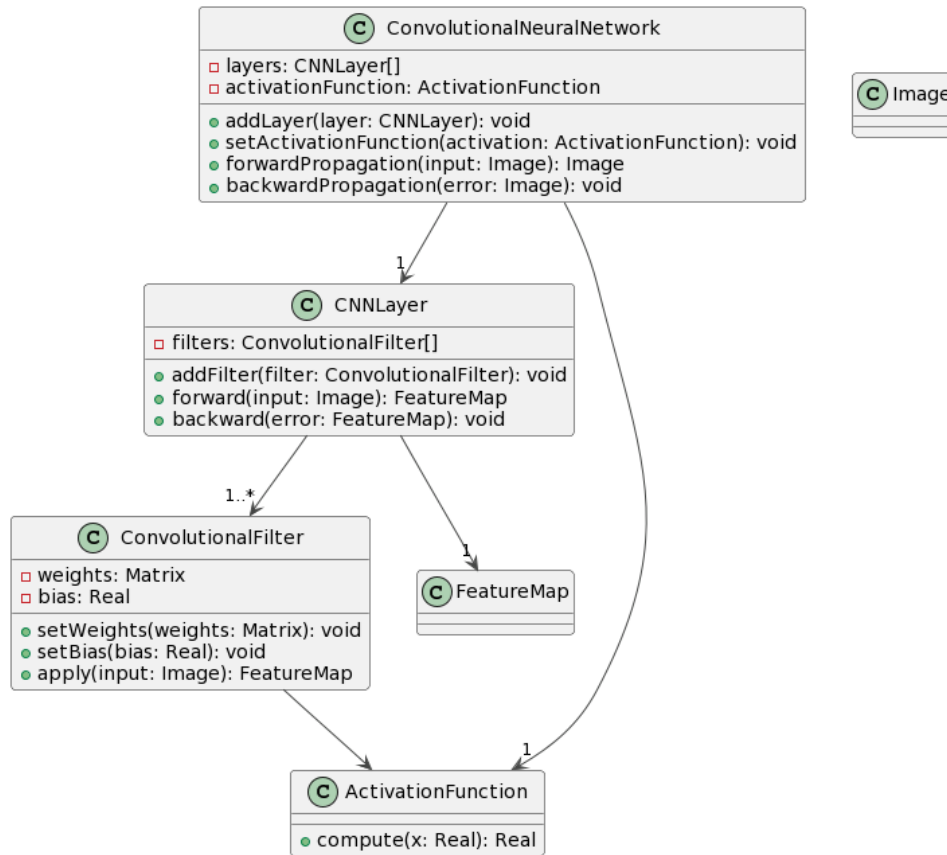 C ConvolutionalNeuralNetwork
layers: CNNLayer[]
activationFunction: ActivationFunction
addLayer(layer: CNNLayer): void
setActivationFunction(activation: ActivationFunction): void
forwardPropagation(input: Image): Image
backwardPropagation(error: Image): void
C Image
1
C CNNLayer
filters: ConvolutionalFilter[]
addFilter(filter: ConvolutionalFilter): void
forward(input: Image): FeatureMap
backward(error: FeatureMap): void
1..*
C ConvolutionalFilter
weights: Matrix
bias: Real
setWeights(weights: Matrix): void
setBias(bias: Real): void
apply(input: Image): FeatureMap
1
C FeatureMap
1
C ActivationFunction
compute(x: Real): Real